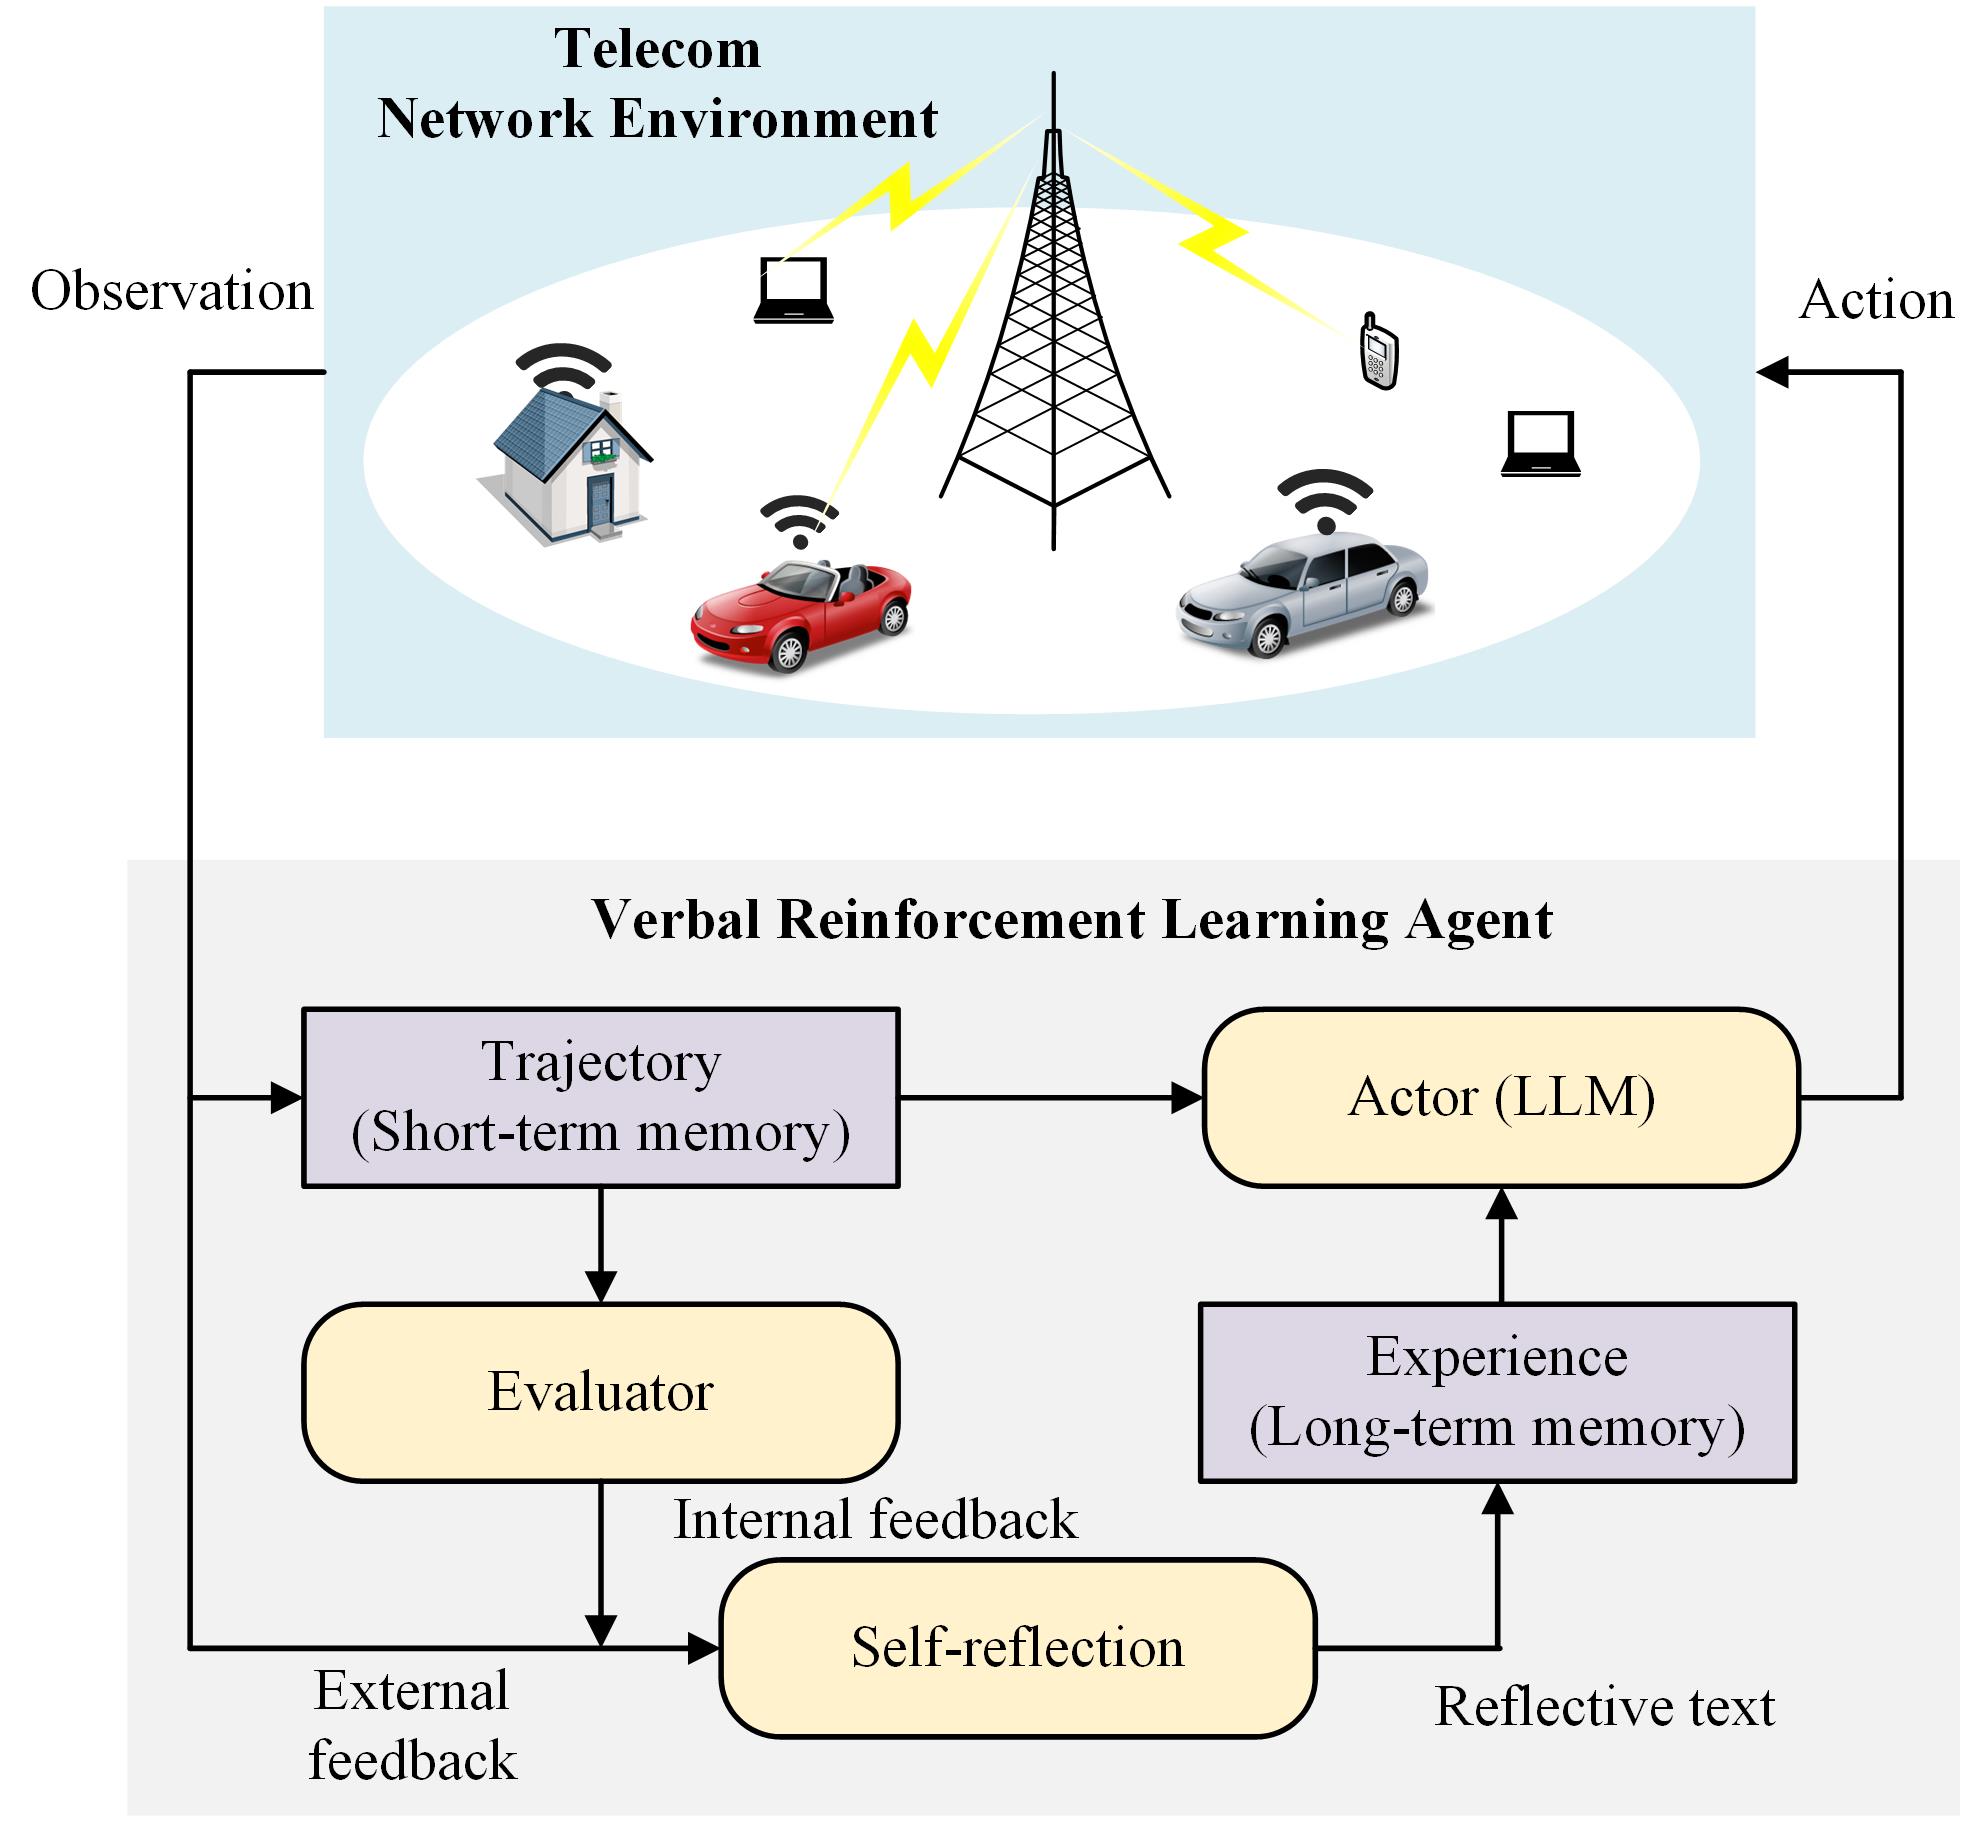 Telecom
Network Environment
Observation
Action
Verbal Reinforcement Learning Agent
Trajectory
(Short-term memory)
Actor (LLM)
Evaluator
Experience
(Long-term memory)
Internal feedback
Self-reflection
External
feedback
Reflective text